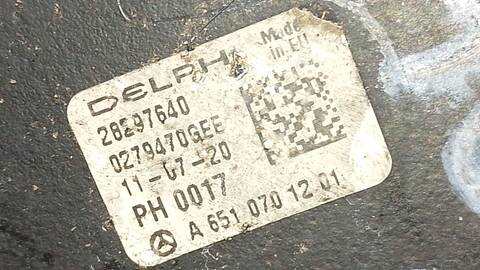 DELPHI
Made
In EU
28297640
0279470GEE
11-07-20
PH 0017
A 651 070 12 01